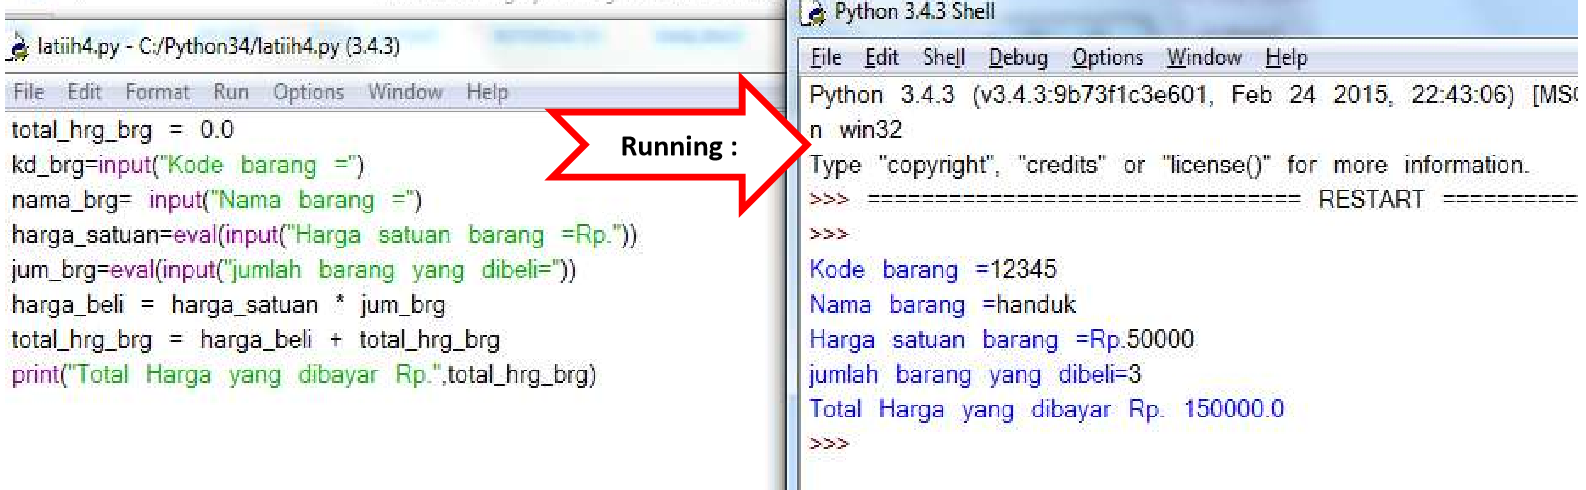 latiih4.py - C:/Python34/latiih4.py (3.4.3)
File Edit Format Run Options Window Help
total_hrg_brg = 0.0
kd_brg=input("Kode barang =")
nama_brg= input("Nama barang =")
harga_satuan=eval(input("Harga satuan barang =Rp."))
jum_brg=eval(input("jumlah barang yang dibeli="))
harga_beli = harga_satuan * jum_brg
total_hrg_brg = harga_beli + total_hrg_brg
print("Total Harga yang dibayar Rp.",total_hrg_brg)
Running :
Python 3.4.3 Shell
File Edit Shell Debug Options Window Help
Python 3.4.3 (v3.4.3:9b73f1c3e601, Feb 24 2015, 22:43:06) [MSC
n win32
Type "copyright", "credits" or "license()" for more information.
>>> ================================ RESTART ==========
>>>
Kode barang =12345
Nama barang =handuk
Harga satuan barang =Rp.50000
jumlah barang yang dibeli=3
Total Harga yang dibayar Rp. 150000.0
>>>